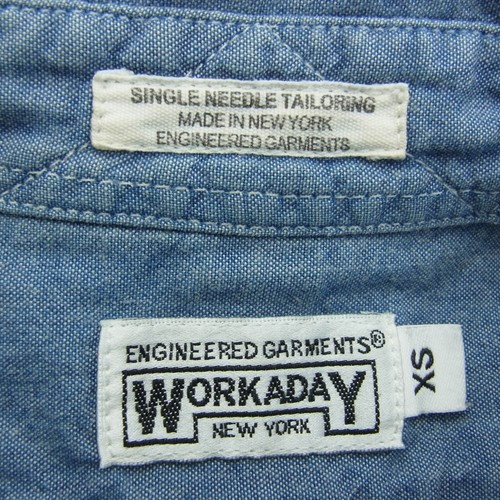 SINGLE NEEDLE TAILORING
MADE IN NEW YORK
ENGINEERED GARMENTS
ENGINEERED GARMENTS®
WORKADAY
NEW YORK
XS